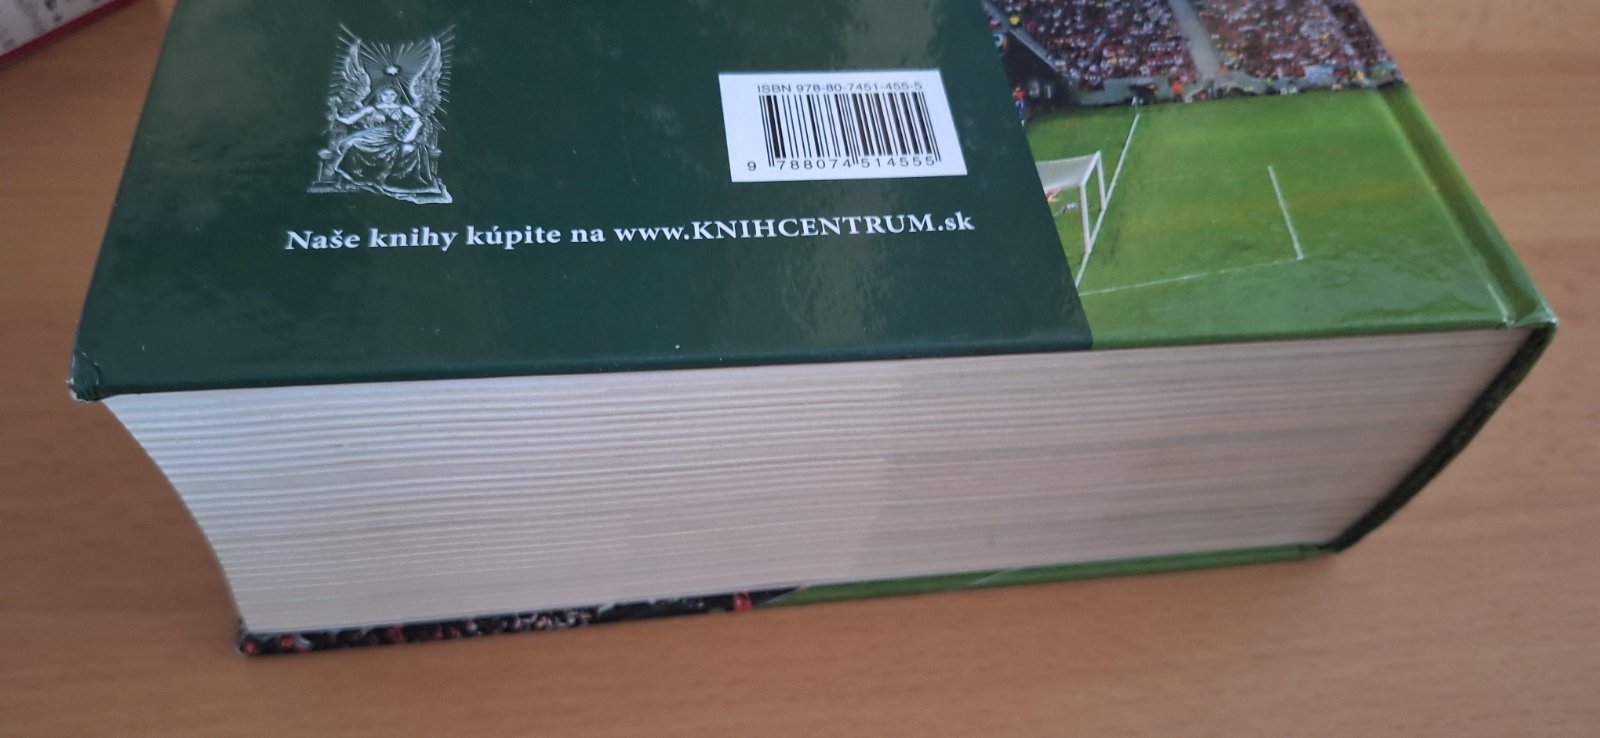 ISBN 978-80-7451-455-5
9 788074 514555
Naše knihy kúpite na www.KNIHCENTRUM.sk